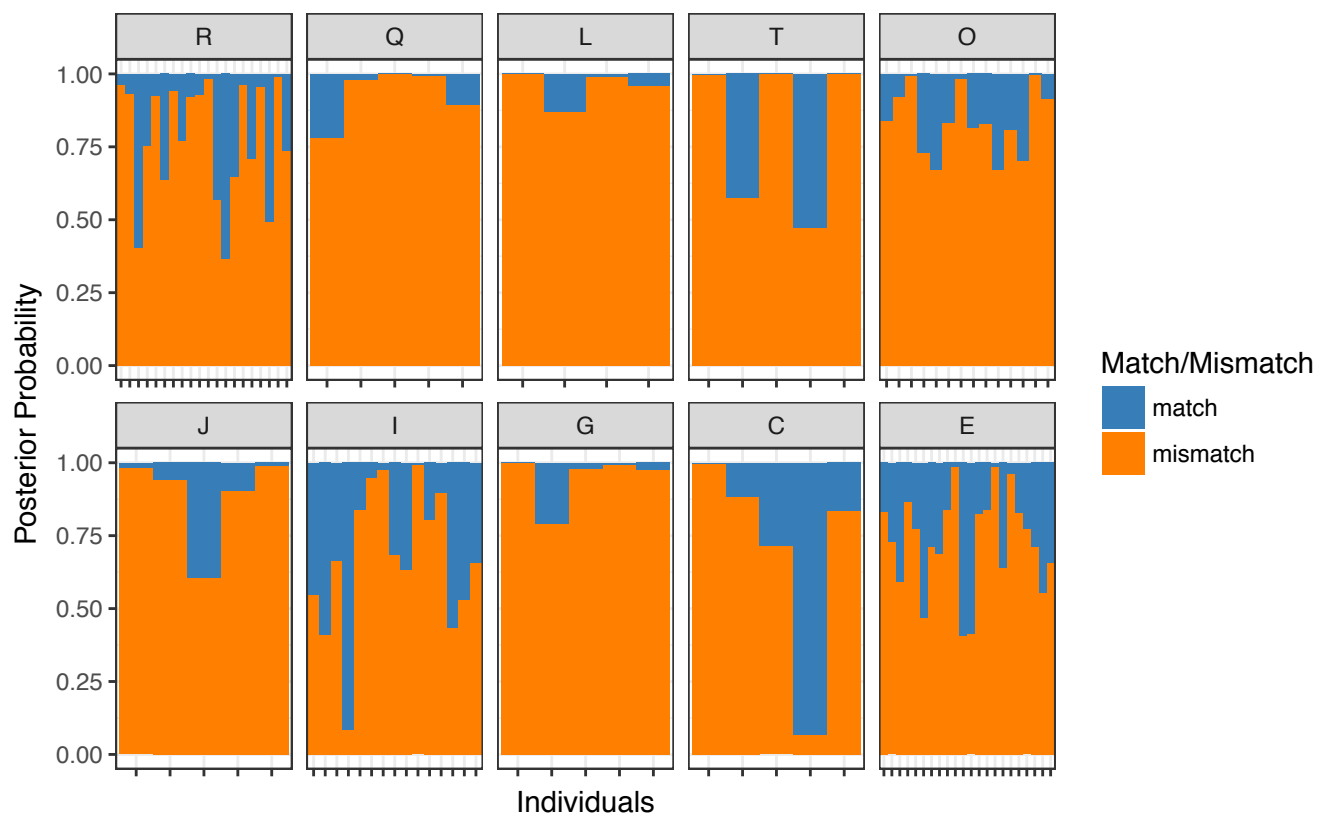 R Q L T O
1.00
0.75
0.50
0.25
0.00
J I G C E
1.00
0.75
0.50
0.25
0.00
Posterior Probability
Individuals
Match/Mismatch
match
mismatch